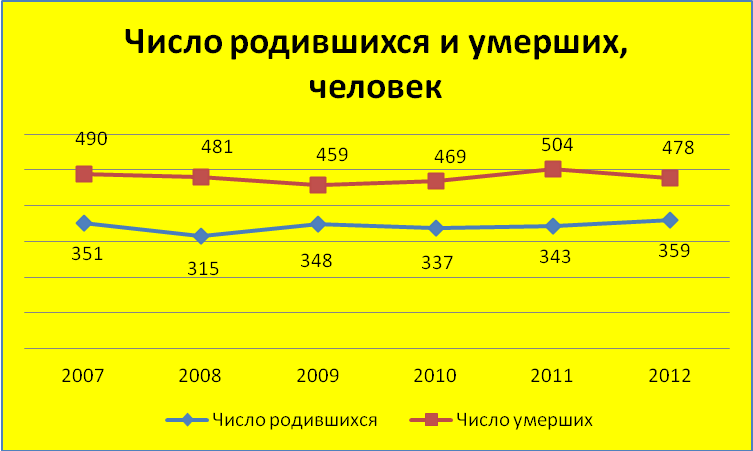 Число родившихся и умерших,
человек
490 481 459 469 504 478
351 315 348 337 343 359
2007 2008 2009 2010 2011 2012
Число родившихся Число умерших